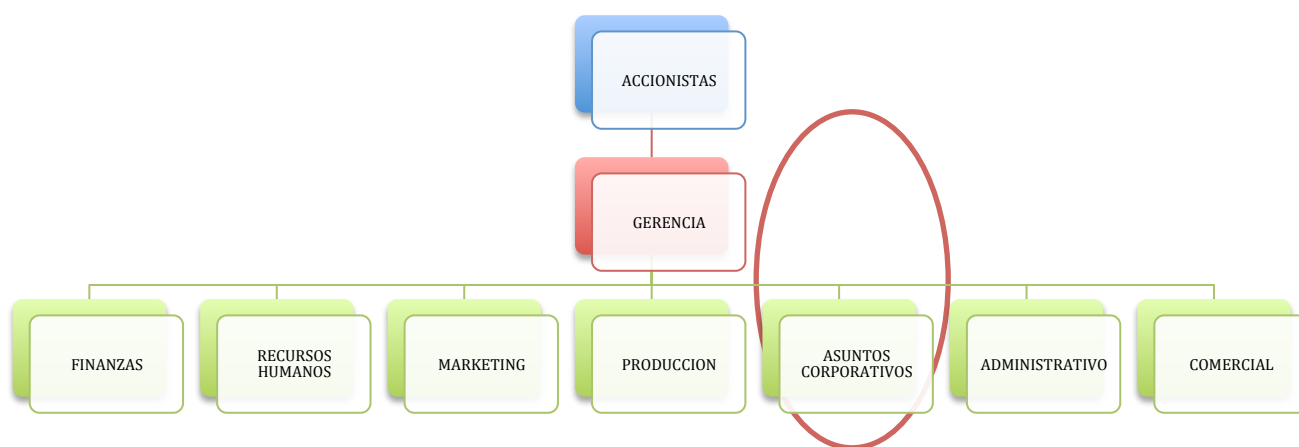 ACCIONISTAS
GERENCIA
FINANZAS
RECURSOS
HUMANOS
MARKETING
PRODUCCION
ASUNTOS
CORPORATIVOS
ADMINISTRATIVO
COMERCIAL